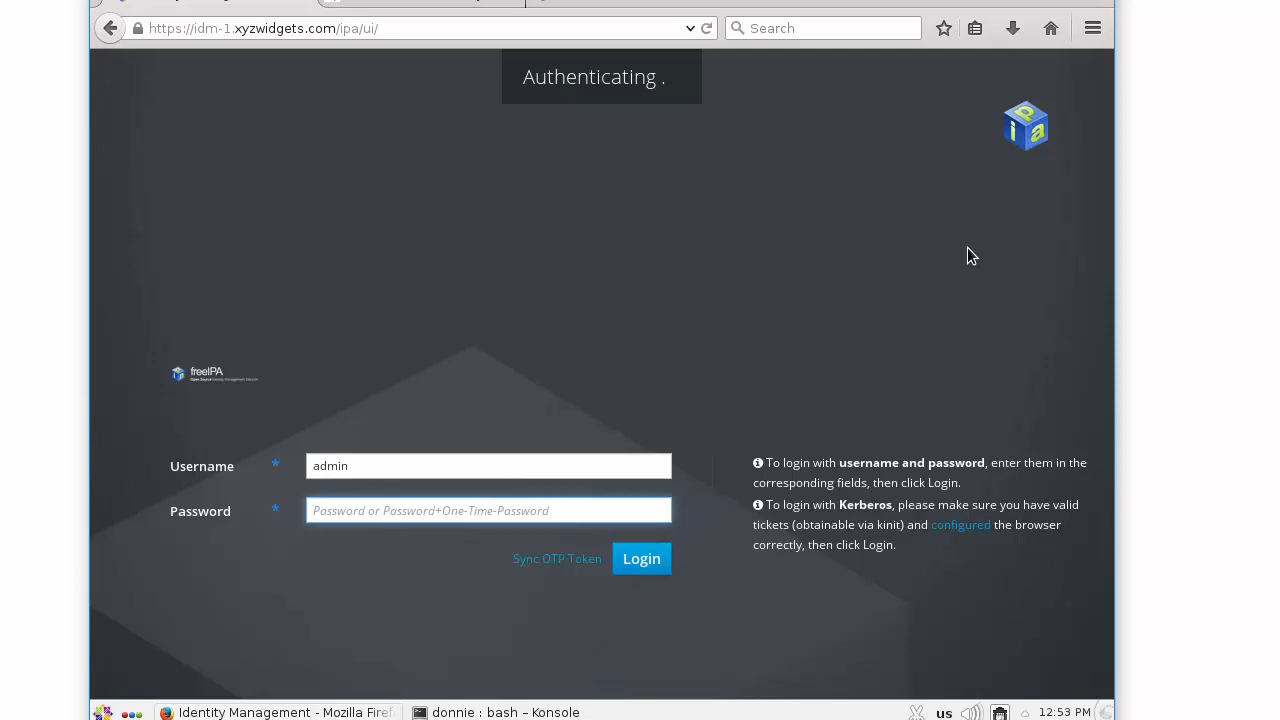 https://idm-1.xyzwidgets.com/ipa/ui/
Search
Authenticating .
ipa
freeIPA
Username *
admin
Password *
Password or Password+One-Time-Password
Sync OTP Token
Login
To login with username and password, enter them in the
corresponding fields, then click Login.
To login with Kerberos, please make sure you have valid
tickets (obtainable via kinit) and configured the browser
correctly, then click Login.
Identity Management - Mozilla Firef
donnie : bash – Konsole
us
12:53 PM